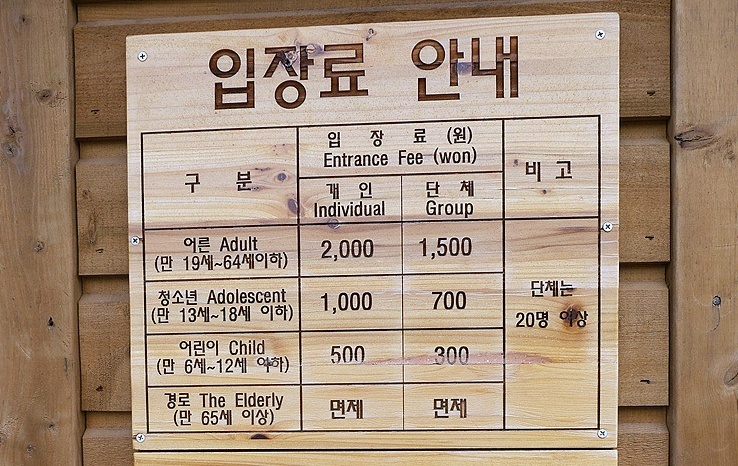 입장료 안내
구 분
입 장 료 (원)
Entrance Fee (won)
비 고
개 인
Individual
단 체
Group
어른 Adult
(만 19세~64세이하)
2,000
1,500
청소년 Adolescent
(만 13세~18세 이하)
1,000
700
어린이 Child
(만 6세~12세 이하)
500
300
경로 The Elderly
(만 65세 이상)
면제
면제
단체는
20명 이상